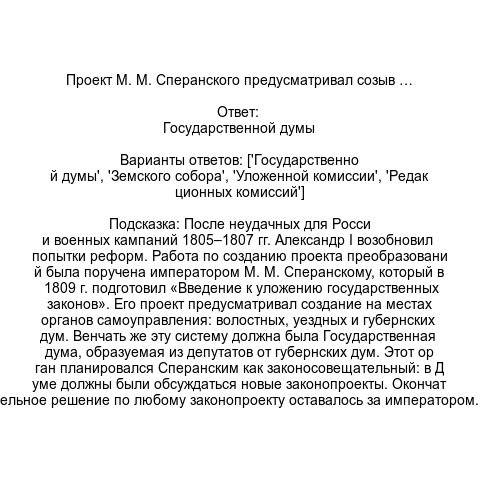 Проект М. М. Сперанского предусматривал созыв …
Ответ:
Государственной думы
Варианты ответов: ['Государственно
й думы', 'Земского собора', 'Уложенной комиссии', 'Редак
ционных комиссий']
Подсказка: После неудачных для Росси
и военных кампаний 1805–1807 гг. Александр I возобновил
попытки реформ. Работа по созданию проекта преобразовани
й была поручена императором М. М. Сперанскому, который в
1809 г. подготовил «Введение к уложению государственных
законов». Его проект предусматривал создание на местах
органов самоуправления: волостных, уездных и губернских
дум. Венчать же эту систему должна была Государственная
дума, образуемая из депутатов от губернских дум. Этот ор
ган планировался Сперанским как законосовещательный: в Д
уме должны были обсуждаться новые законопроекты. Окончат
ельное решение по любому законопроекту оставалось за императором.